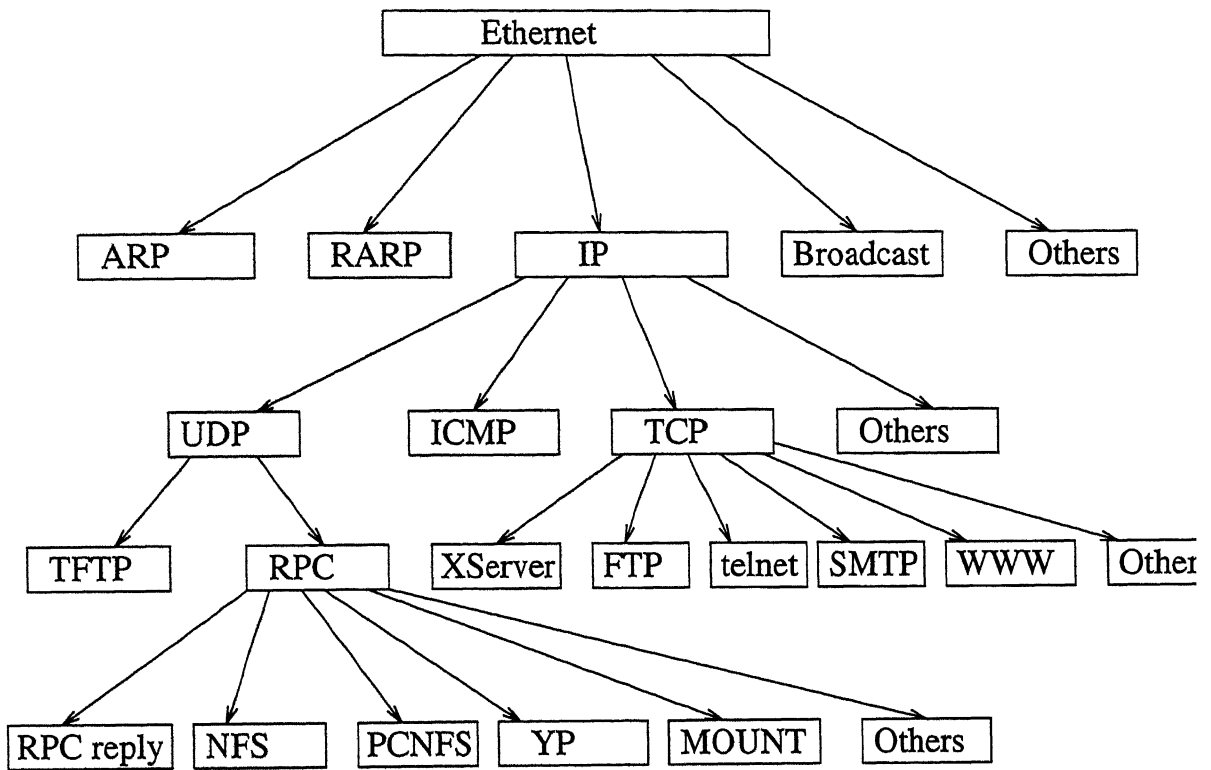 Ethernet
ARP
RARP
IP
Broadcast
Others
UDP
ICMP
TCP
Others
TFTP
RPC
XServer
FTP
telnet
SMTP
WWW
Other
RPC reply
NFS
PCNFS
YP
MOUNT
Others